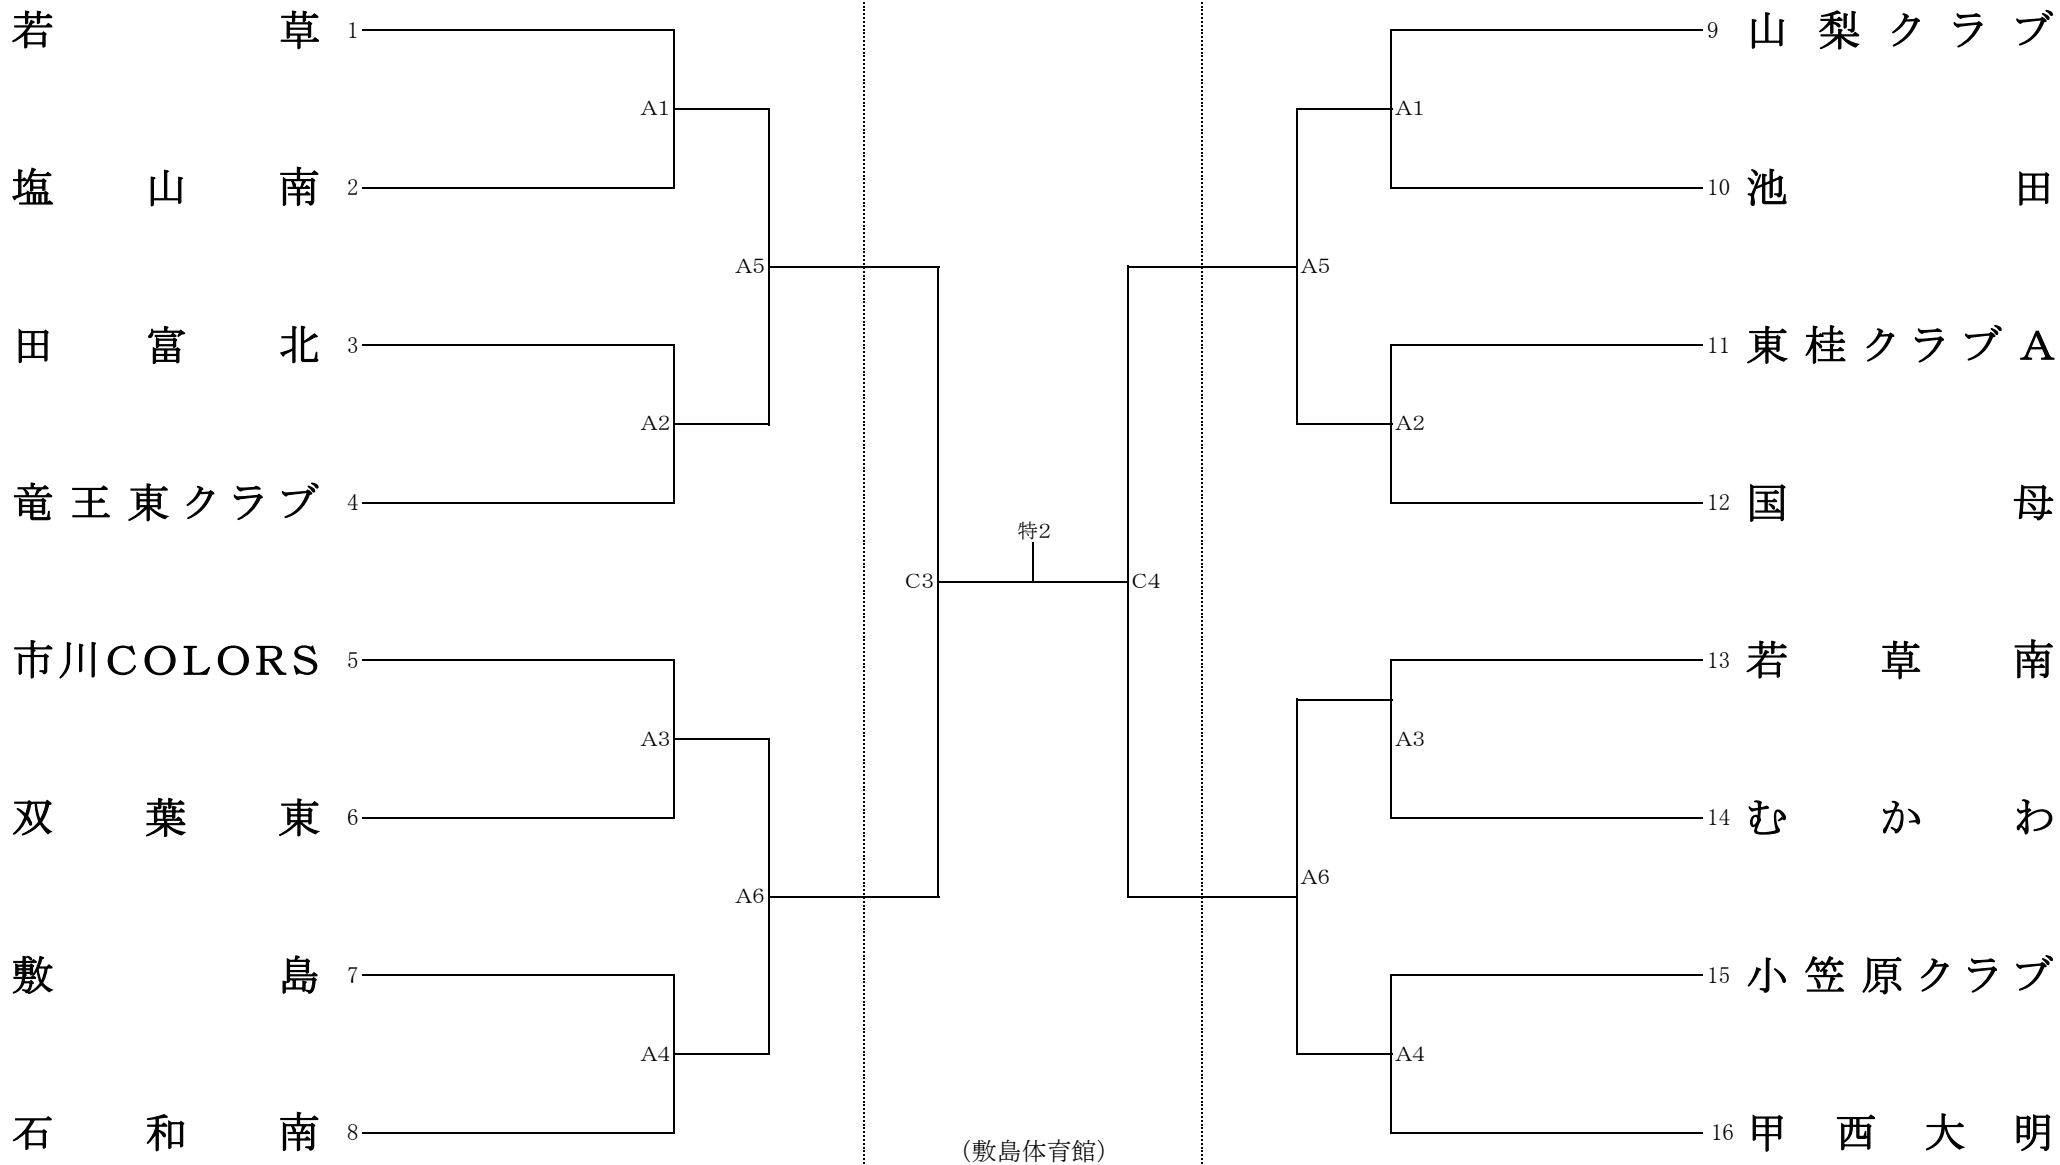 若草 1
A1
塩山南 2
A5
田富北 3
A2
竜王東クラブ 4
C3
市川COLORS 5
A3
双葉東 6
A6
敷島 7
A4
石和南 8
特2
(敷島体育館)
9 山梨クラブ
A1
10 池田
A5
11 東桂クラブA
A2
12 国母
C4
13 若草南
A3
14 むかわ
A6
15 小笠原クラブ
A4
16 甲西大明